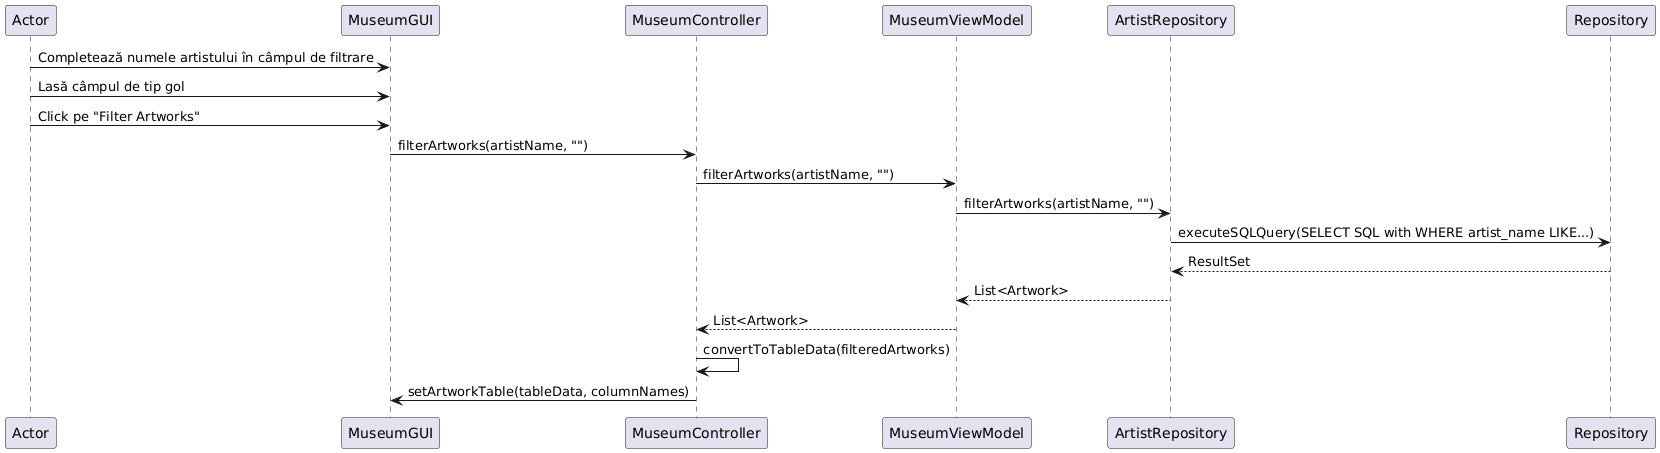 Actor
MuseumGUI
MuseumController
MuseumViewModel
ArtistRepository
Repository
Completează numele artistului în câmpul de filtrare
Lasă câmpul de tip gol
Click pe "Filter Artworks"
filterArtworks(artistName, "")
filterArtworks(artistName, "")
filterArtworks(artistName, "")
executeSQLQuery(SELECT SQL with WHERE artist_name LIKE...)
ResultSet
List<Artwork>
List<Artwork>
convertToTableData(filteredArtworks)
setArtworkTable(tableData, columnNames)
Actor
MuseumGUI
MuseumController
MuseumViewModel
ArtistRepository
Repository